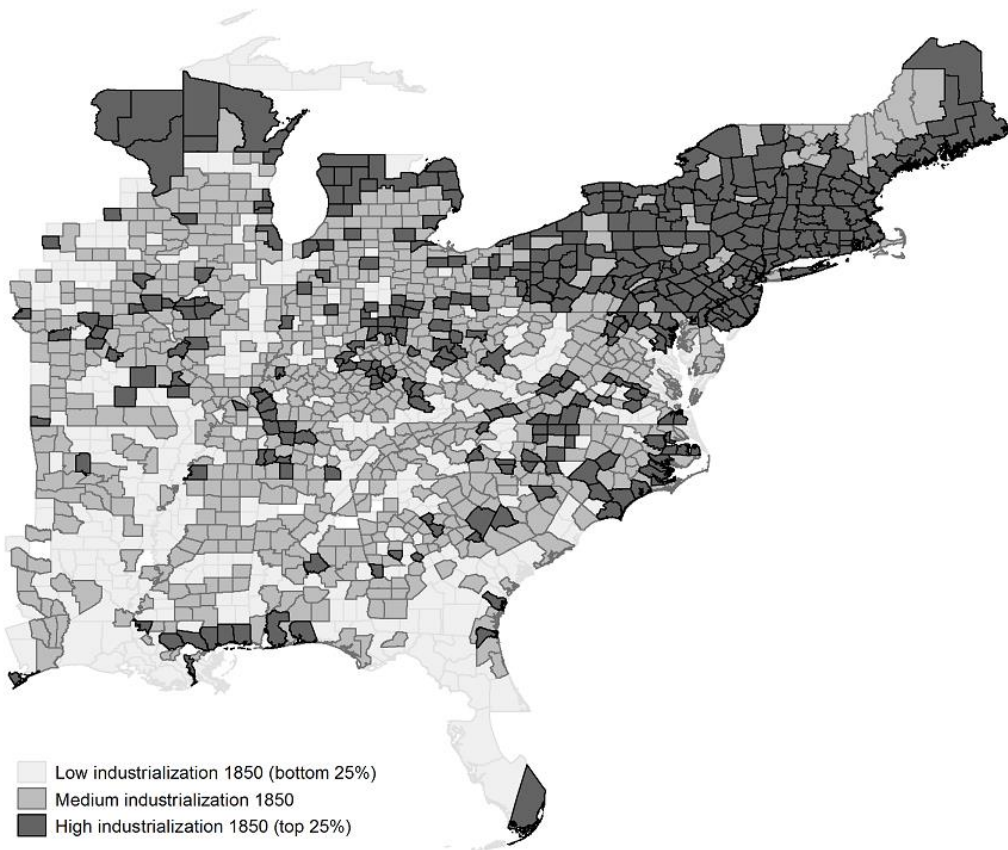 Low industrialization 1850 (bottom 25%)
Medium industrialization 1850
High industrialization 1850 (top 25%)